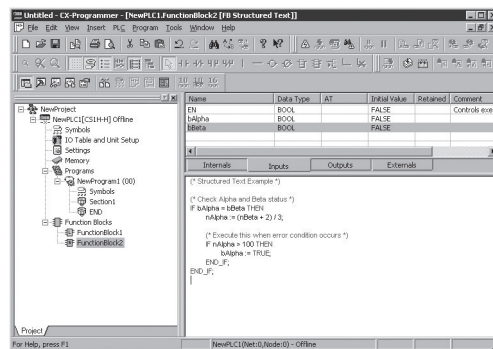 Untitled - CX-Programmer - [NewPLC1.FunctionBlock2 [FB Structured Text]]
File Edit View Insert PLC Program Tools Window Help
NewProject
NewPLC1[CS1H-H] Offline
Symbols
IO Table and Unit Setup
Settings
Memory
Programs
NewProgram1 (00)
Symbols
Section1
END
Function Blocks
FunctionBlock1
FunctionBlock2
Project
Name Data Type AT Initial Value Retained Comment
EN BOOL FALSE Controls exe
bAlpha BOOL FALSE
bBeta BOOL FALSE
Internals Inputs Outputs Externals
(* Structured Text Example *)
(* Check Alpha and Beta status *)
IF bAlpha = bBeta THEN
nAlpha := (nBeta + 2) / 3;
(* Execute this when error condition occurs *)
IF nAlpha > 100 THEN
bAlpha := TRUE;
END_IF;
END_IF;
For Help, press F1
NewPLC1(Net:0,Node:0) - Offline